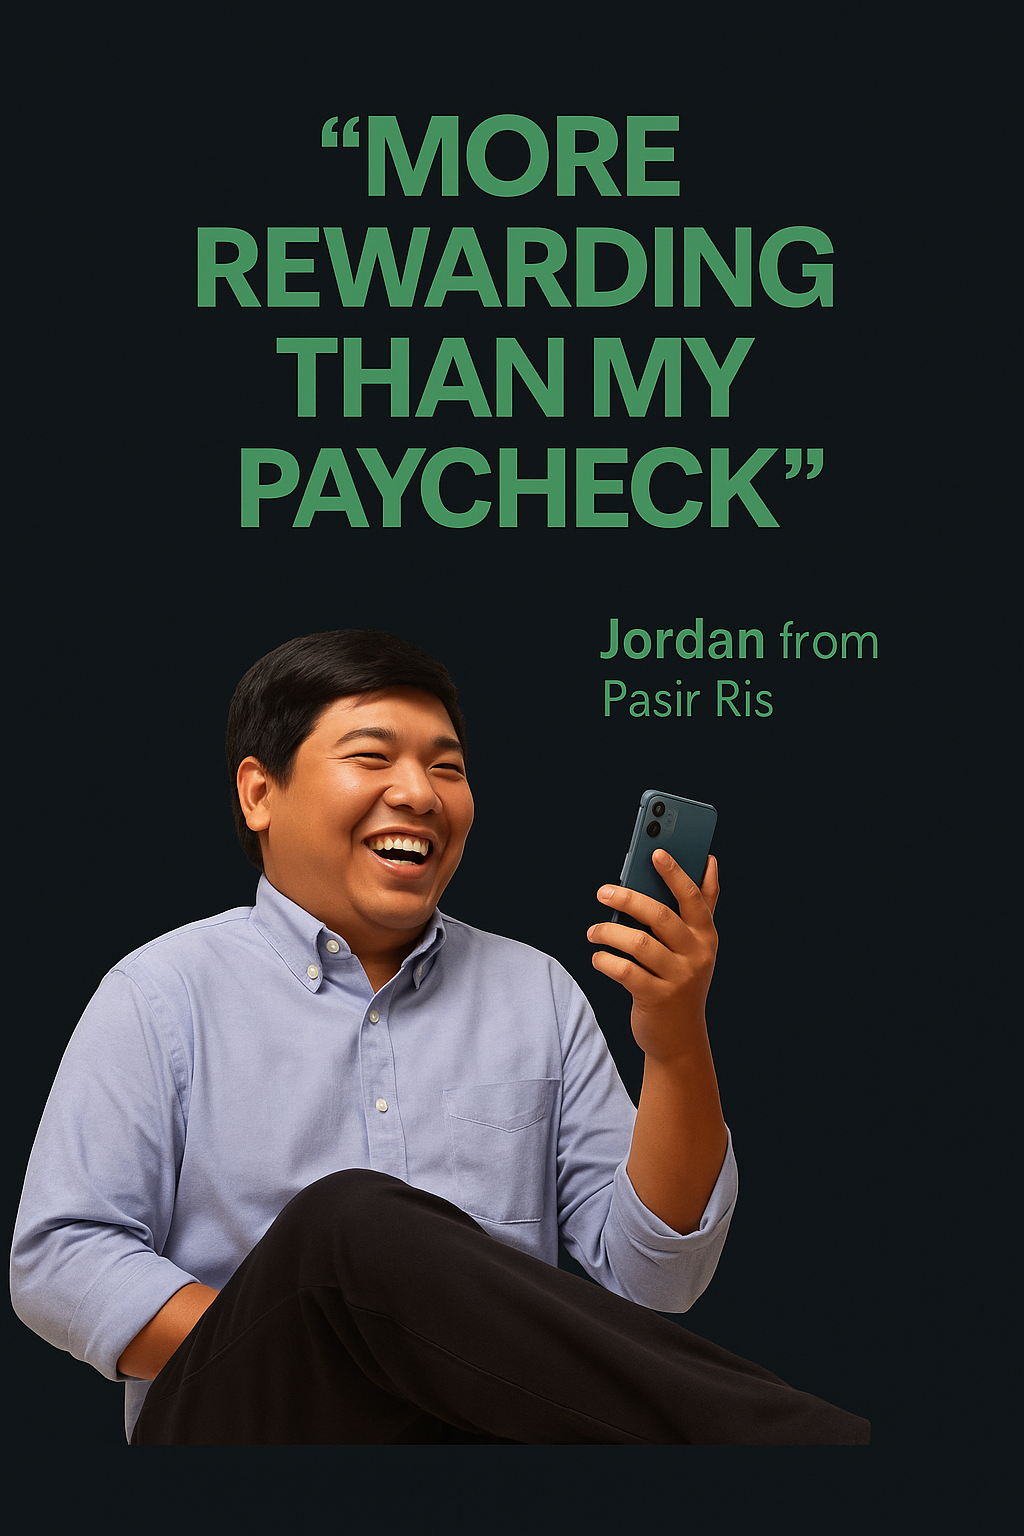 “MORE
REWARDING
THAN MY
PAYCHECK”
Jordan from
Pasir Ris